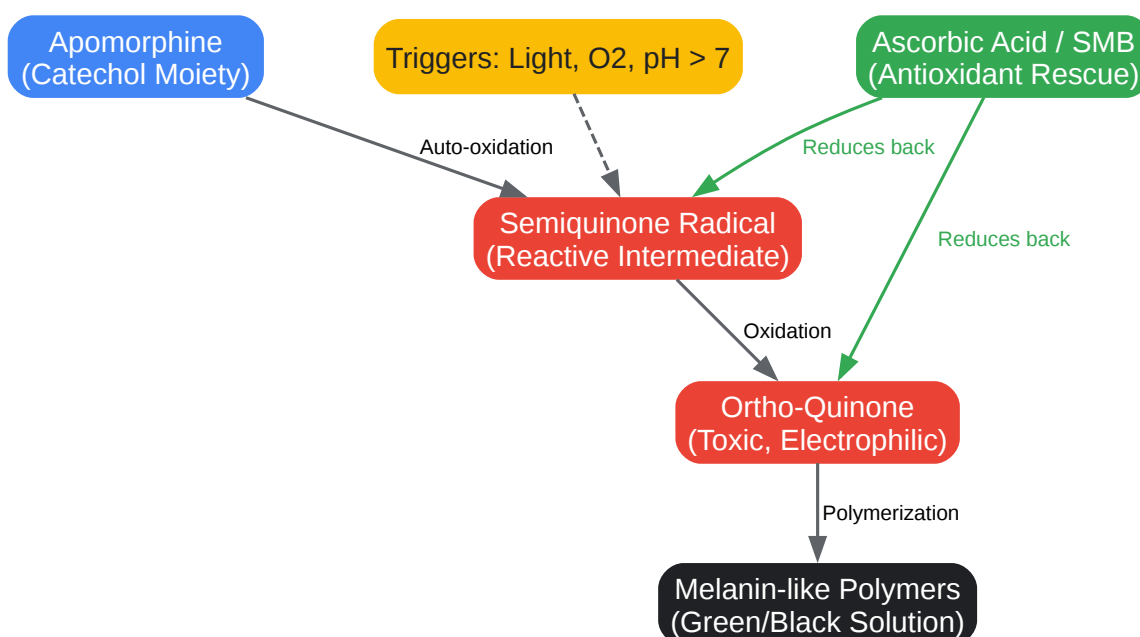 Apomorphine
(Catechol Moiety)
Triggers: Light, O2, pH > 7
Ascorbic Acid / SMB
(Antioxidant Rescue)
Auto-oxidation
Reduces back
Semiquinone Radical
(Reactive Intermediate)
Reduces back
Oxidation
Ortho-Quinone
(Toxic, Electrophilic)
Polymerization
Melanin-like Polymers
(Green/Black Solution)